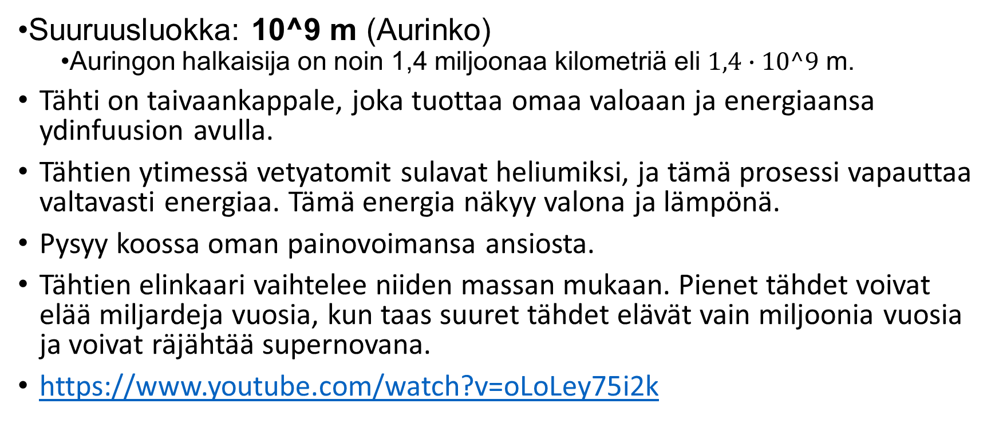 •Suuruusluokka: 10^9 m (Aurinko)
•Auringon halkaisija on noin 1,4 miljoonaa kilometriä eli 1,4 · 10^9 m.
• Tähti on taivaankappale, joka tuottaa omaa valoaan ja energiaansa
ydinfuusion avulla.
• Tähtien ytimessä vetyatomit sulavat heliumiksi, ja tämä prosessi vapauttaa
valtavasti energiaa. Tämä energia näkyy valona ja lämpönä.
• Pysyy koossa oman painovoimansa ansiosta.
• Tähtien elinkaari vaihtelee niiden massan mukaan. Pienet tähdet voivat
elää miljardeja vuosia, kun taas suuret tähdet elävät vain miljoonia vuosia
ja voivat räjähtää supernovana.
• https://www.youtube.com/watch?v=oLoLey75i2k